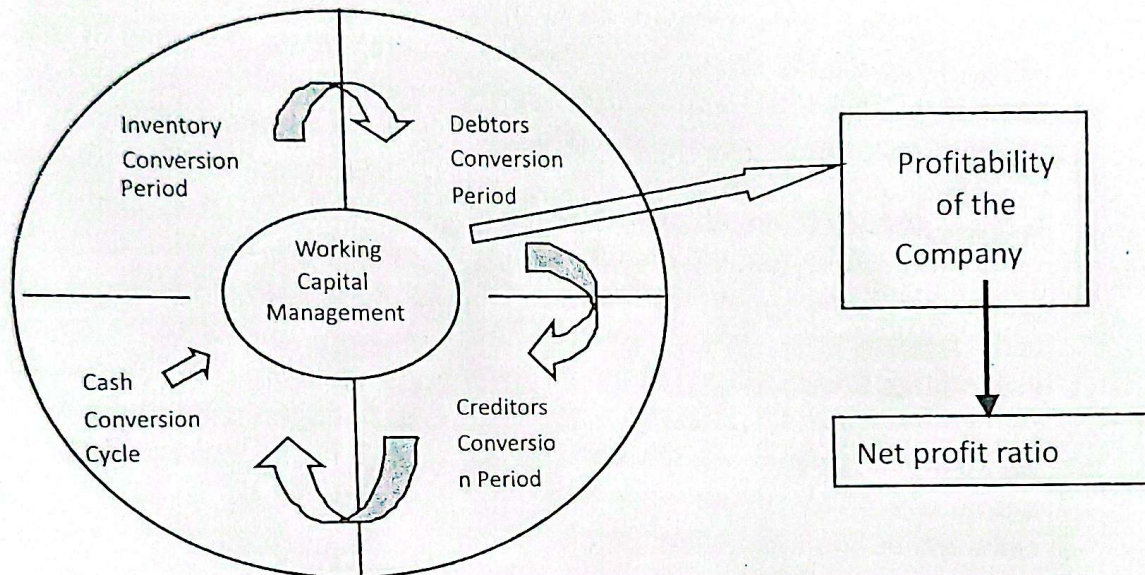 Inventory
Conversion
Period
Debtors
Conversion
Period
Working
Capital
Management
Cash
Conversion
Cycle
Creditors
Conversio
n Period
Profitability
of the
Company
Net profit ratio